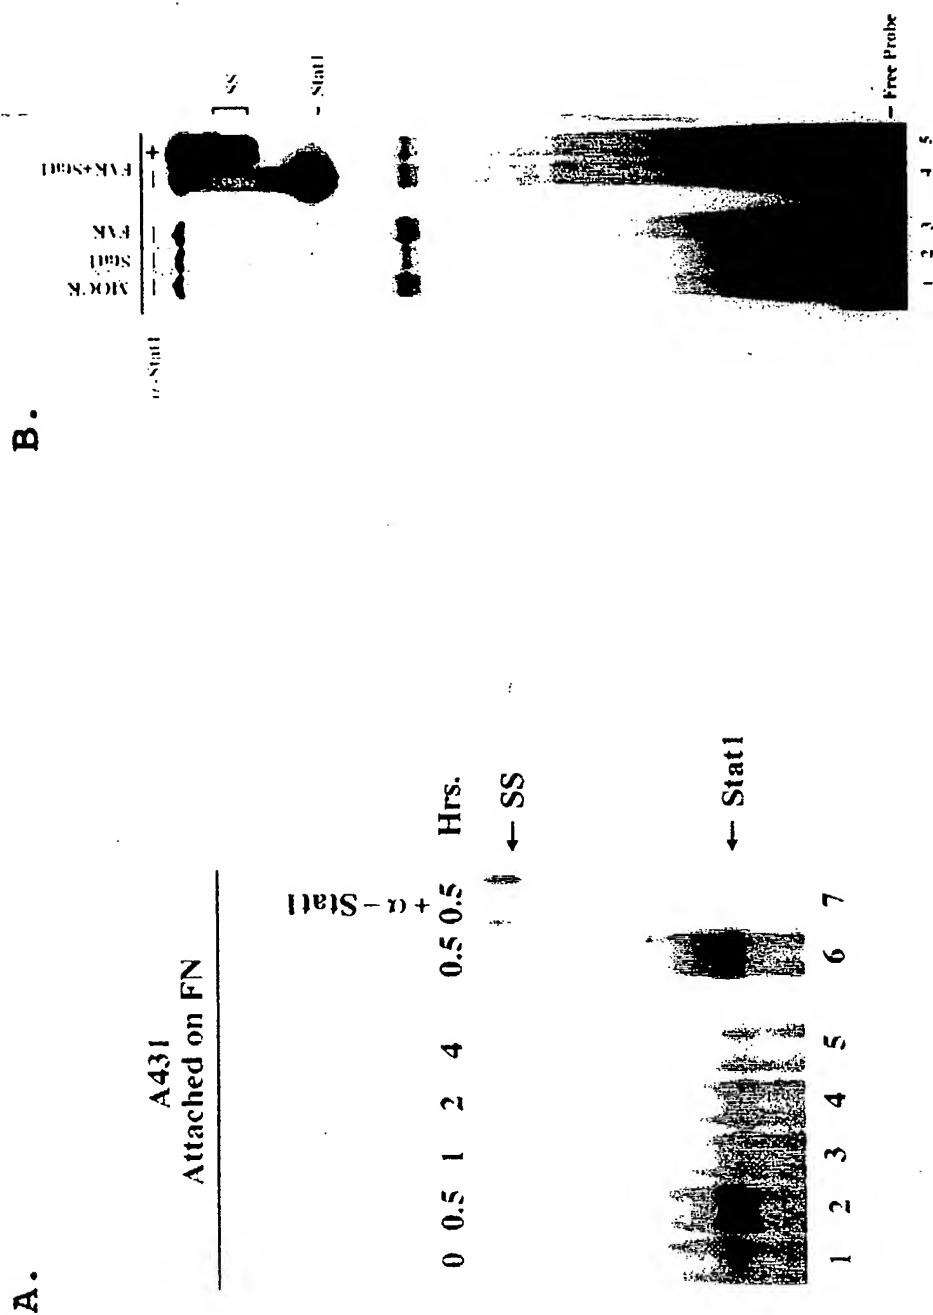 A.
A431
Attached on FN
+ α-Stat1
0 0.5 1 2 4 0.5 0.5 Hrs.
← SS
← Stat1
1 2 3 4 5 6 7
B.
MOCK Stat1 FAK FAK+Stat1
α-Stat1 — — — — +
SS
– Stat1
– Free Probe
1 2 3 4 5